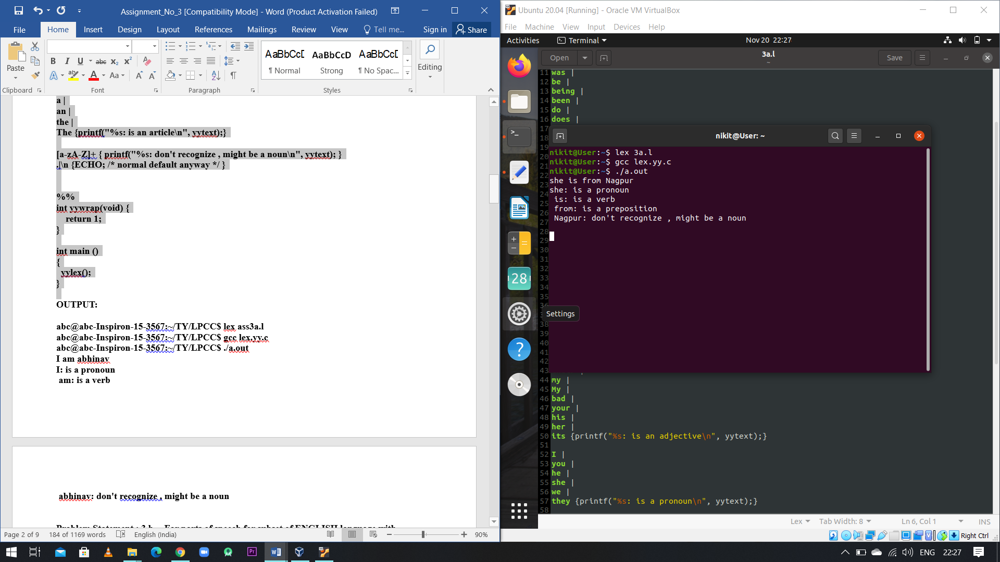 Assignment_No_3 [Compatibility Mode] - Word (Product Activation Failed)
File Home Insert Design Layout References Mailings Review View Tell me... Sign in Share
Paste
Clipboard
B I U abc x₂ x²
A aby A Aa A A
Font
Paragraph
AaBbCcI AaBbCcD AaBbCcI
¶ Normal Strong ¶ No Spac...
Styles
Editing
a |
an |
the |
The {printf("%s: is an article\n", yytext);}
[a-zA-Z]+ { printf("%s: don't recognize , might be a noun\n", yytext); }
.|\n {ECHO; /* normal default anyway */ }
%%
int yywrap(void) {
return 1;
}
int main ()
{
yylex();
}
OUTPUT:
abc@abc-Inspiron-15-3567:~/TY/LPCC$ lex ass3a.l
abc@abc-Inspiron-15-3567:~/TY/LPCC$ gcc lex.yy.c
abc@abc-Inspiron-15-3567:~/TY/LPCC$ ./a.out
I am abhinav
I: is a pronoun
am: is a verb
abhinav: don't recognize , might be a noun
Page 2 of 9 184 of 1169 words English (India) 90%
Ubuntu 20.04 [Running] - Oracle VM VirtualBox
File Machine View Input Devices Help
Activities Terminal Nov 20 22:27
Open 3a.l Save
~
11 was |
12 be |
13 being |
14 been |
15 do |
16 does |
17
18
19
20
21
22
23
24
25
26
27
28
29
30
31
32
33
34
35
nikit@User: ~
nikit@User:~$ lex 3a.l
nikit@User:~$ gcc lex.yy.c
nikit@User:~$ ./a.out
she is from Nagpur
she: is a pronoun
is: is a verb
from: is a preposition
Nagpur: don't recognize , might be a noun
28
Settings
38
39
40
41
42
43
44 my |
45 My |
46 bad |
47 your |
48 his |
49 her |
50 its {printf("%s: is an adjective\n", yytext);}
51
52 I |
53 you |
54 he |
55 she |
56 we |
57 they {printf("%s: is a pronoun\n", yytext);}
58
Lex Tab Width: 8 Ln 6, Col 1 INS
Right Ctrl
Pr
ENG 22:27